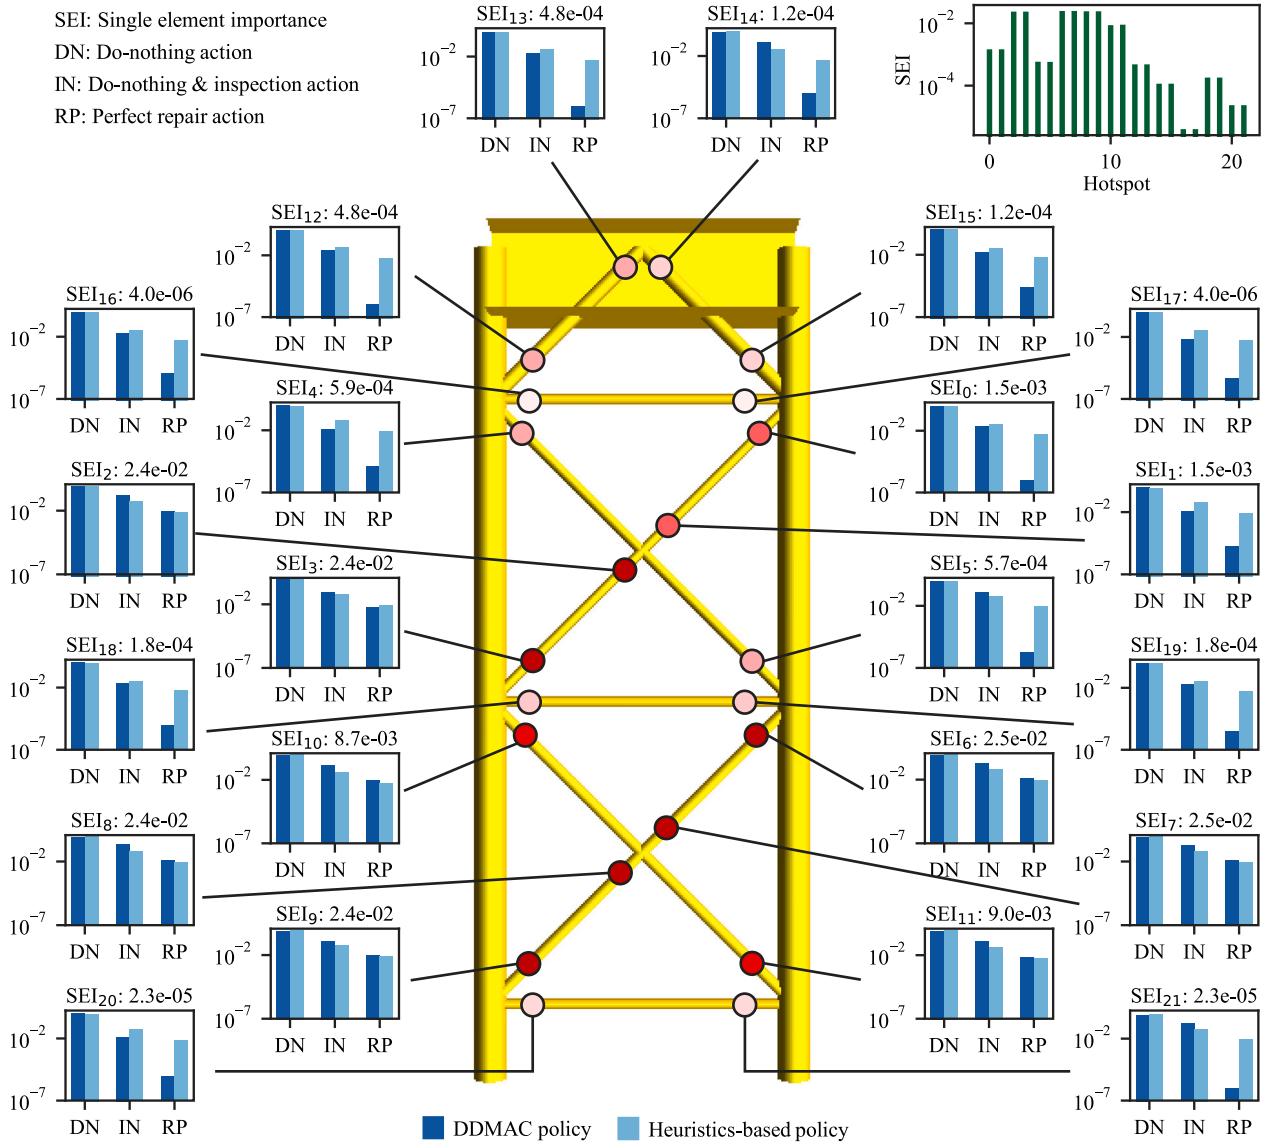 SEI: Single element importance
DN: Do-nothing action
IN: Do-nothing & inspection action
RP: Perfect repair action
SEI13: 4.8e-04
10−2
10−7
DN IN RP
SEI14: 1.2e-04
10−2
10−7
DN IN RP
SEI
10−2
10−4
0 10 20
Hotspot
SEI12: 4.8e-04
10−2
10−7
DN IN RP
SEI15: 1.2e-04
10−2
10−7
DN IN RP
SEI16: 4.0e-06
10−2
10−7
DN IN RP
SEI17: 4.0e-06
10−2
10−7
DN IN RP
SEI4: 5.9e-04
10−2
10−7
DN IN RP
SEI0: 1.5e-03
10−2
10−7
DN IN RP
SEI2: 2.4e-02
10−2
10−7
DN IN RP
SEI1: 1.5e-03
10−2
10−7
DN IN RP
SEI3: 2.4e-02
10−2
10−7
DN IN RP
SEI5: 5.7e-04
10−2
10−7
DN IN RP
SEI18: 1.8e-04
10−2
10−7
DN IN RP
SEI19: 1.8e-04
10−2
10−7
DN IN RP
SEI10: 8.7e-03
10−2
10−7
DN IN RP
SEI6: 2.5e-02
10−2
10−7
DN IN RP
SEI8: 2.4e-02
10−2
10−7
DN IN RP
SEI7: 2.5e-02
10−2
10−7
DN IN RP
SEI9: 2.4e-02
10−2
10−7
DN IN RP
SEI11: 9.0e-03
10−2
10−7
DN IN RP
SEI20: 2.3e-05
10−2
10−7
DN IN RP
SEI21: 2.3e-05
10−2
10−7
DN IN RP
DDMAC policy
Heuristics-based policy